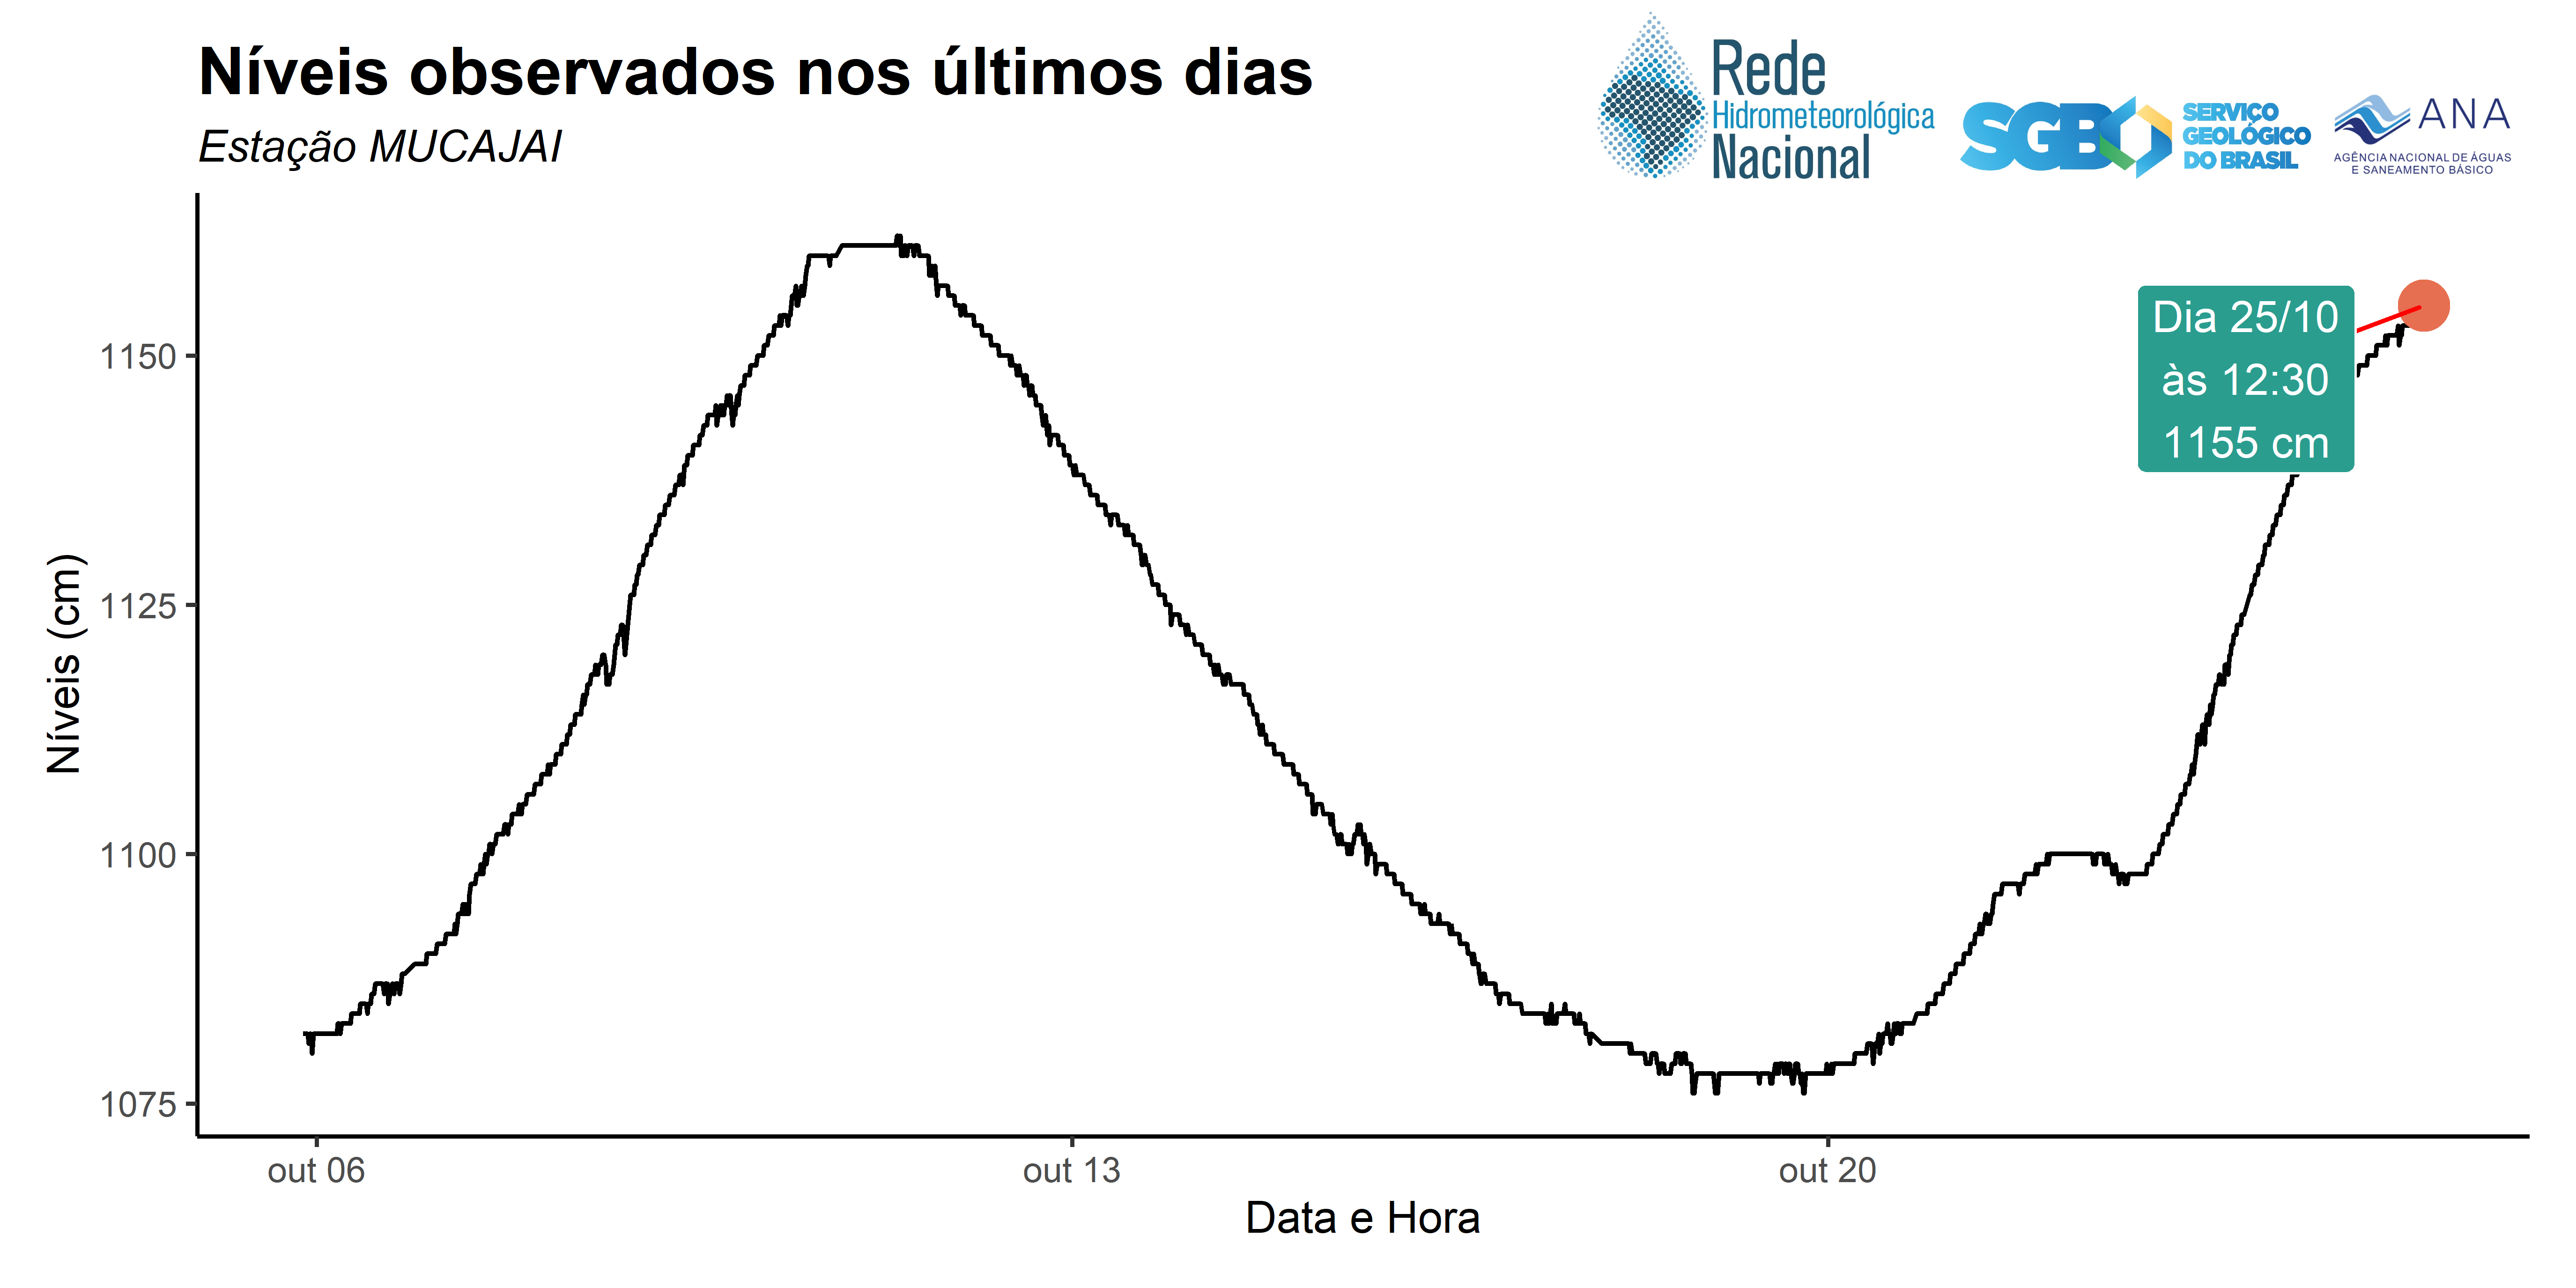 Níveis observados nos últimos dias
Estação MUCAJAI
Rede
Hidrometeorológica
Nacional
SGB
SERVIÇO
GEOLÓGICO
DO BRASIL
ANA
AGÊNCIA NACIONAL DE ÁGUAS
E SANEAMENTO BÁSICO
Níveis (cm)
1150
1125
1100
1075
Dia 25/10
às 12:30
1155 cm
out 06
out 13
out 20
Data e Hora